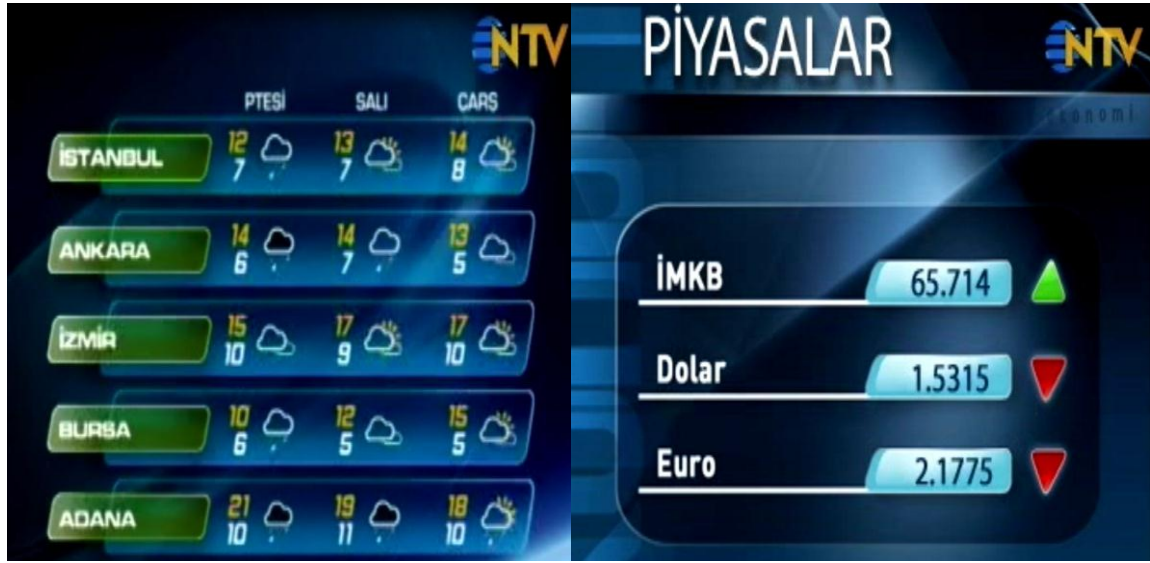 NTV
PTESİ SALI CARŞ
İSTANBUL 12 7 13 7 14 8
ANKARA 14 6 14 7 13 5
İZMİR 15 10 17 9 17 10
BURSA 10 6 12 5 15 5
ADANA 21 10 19 11 18 10
PİYASALAR NTV
ekonomi
İMKB 65.714
Dolar 1.5315
Euro 2.1775